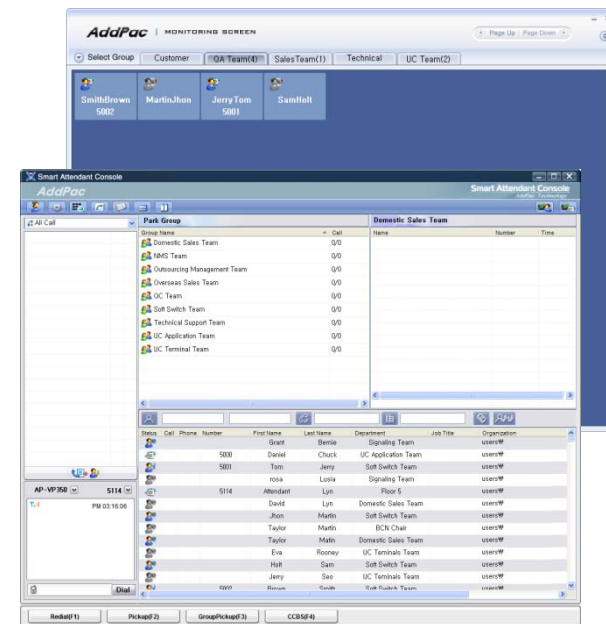 AddPac | MONITORING SCREEN
Page Up | Page Down
Select Group Customer QA Team(4) SalesTeam(1) Technical UC Team(2)
SmithBrown MartinJhon JerryTom SamHolt
5002 5001
Smart Attendant Console
AddPac Smart Attendant Console
AddPac Technology
All Call Park Group Domestic Sales Team
Group Name Call Name Number Time
Domestic Sales Team 0/0
NMS Team 0/0
Outsourcing Management Team 0/0
Overseas Sales Team 0/0
QC Team 0/0
Soft Switch Team 0/0
Technical Support Team 0/0
UC Application Team 0/0
UC Terminal Team 0/0
Status Call Phone Number First Name Last Name Department Job Title Organization
Grant Bernie Signaling Team users₩
5000 Daniel Chuck UC Application Team users₩
5001 Tom Jerry Soft Switch Team users₩
rosa Lusia Signaling Team users₩
AP-VP350 5114
5114 Attendant Lyn Floor 5 users₩
PM 03:16:06
David Lyn Domestic Sales Team users₩
Jhon Martin Soft Switch Team users₩
Taylor Martin BCN Chair users₩
Taylor Matin Domestic Sales Team users₩
Eva Rooney UC Teminals Team users₩
Holt Sam Soft Switch Team users₩
Jerry Seo UC Teminals Team users₩
Dial
5002 Brown Smith Soft Switch Team users₩
Redial(F1) Pickup(F2) GroupPickup(F3) CCBS(F4)